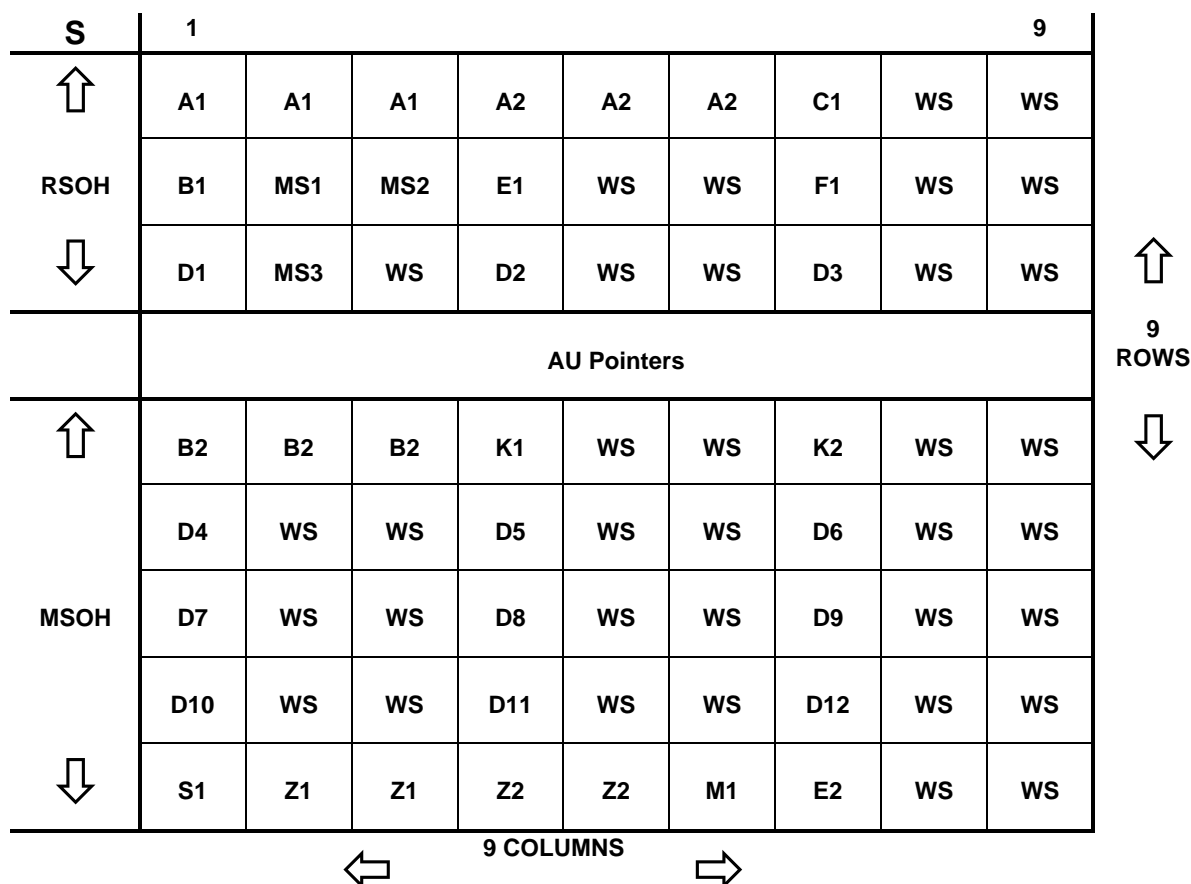 S 1 9
A1 A1 A1 A2 A2 A2 C1 WS WS
RSOH B1 MS1 MS2 E1 WS WS F1 WS WS
D1 MS3 WS D2 WS WS D3 WS WS
AU Pointers
9
ROWS
B2 B2 B2 K1 WS WS K2 WS WS
D4 WS WS D5 WS WS D6 WS WS
MSOH D7 WS WS D8 WS WS D9 WS WS
D10 WS WS D11 WS WS D12 WS WS
S1 Z1 Z1 Z2 Z2 M1 E2 WS WS
9 COLUMNS